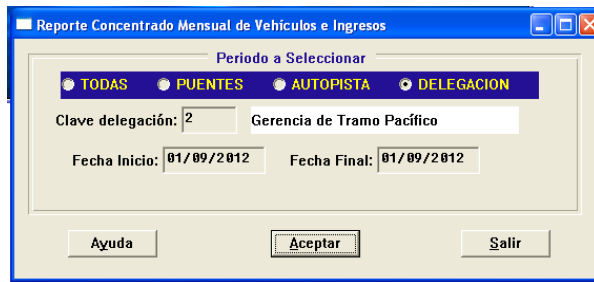 Reporte Concentrado Mensual de Vehículos e Ingresos
Periodo a Seleccionar
TODAS PUENTES AUTOPISTA DELEGACION
Clave delegación: 2 Gerencia de Tramo Pacífico
Fecha Inicio: 01/09/2012 Fecha Final: 01/09/2012
Ayuda Aceptar Salir